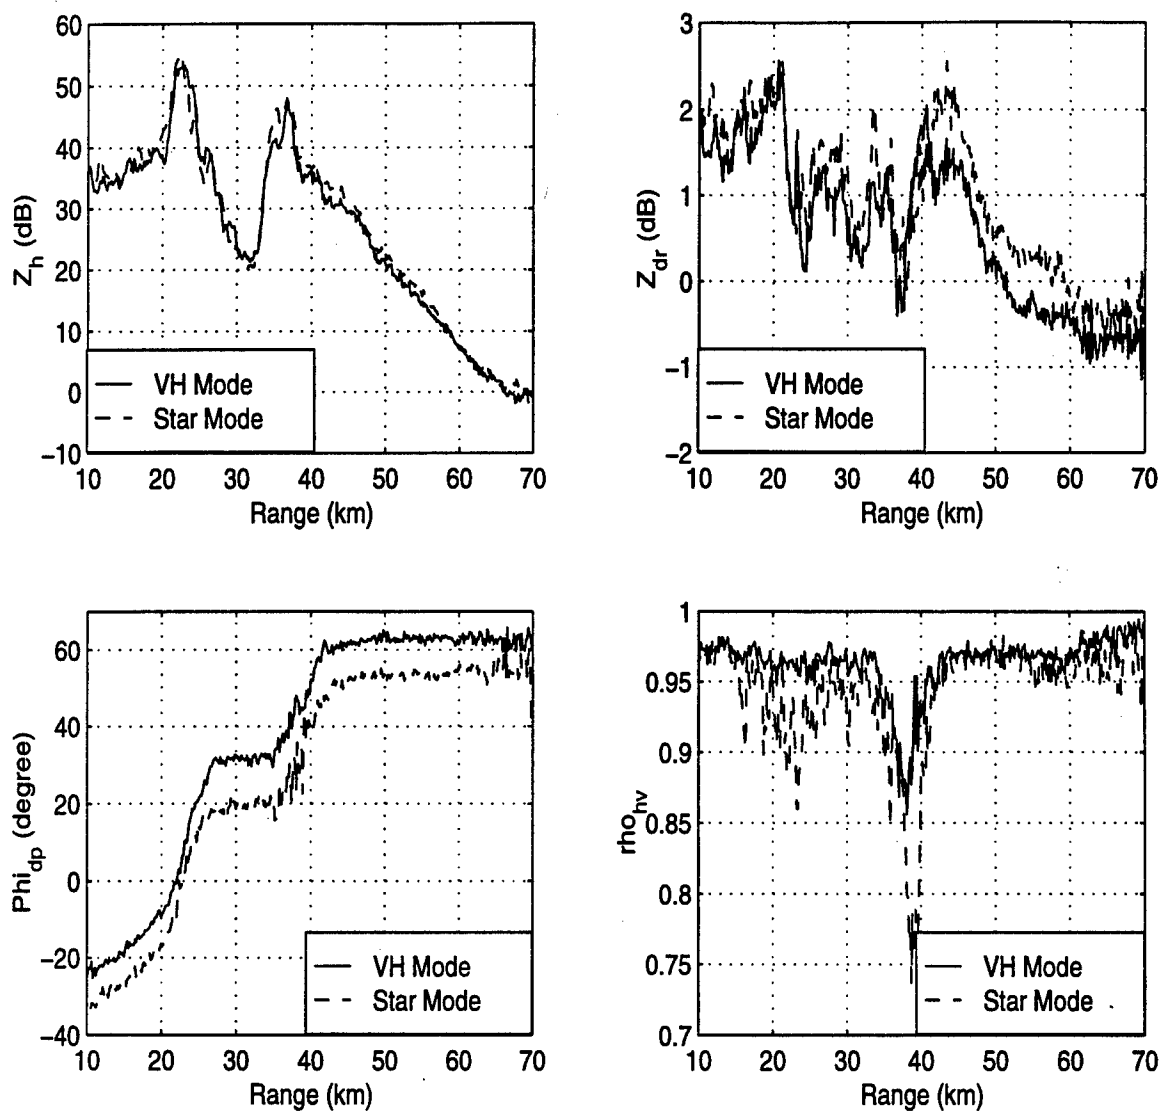 60
50
40
30
20
10
0
−10
10 20 30 40 50 60 70
Z_h (dB)
Range (km)
VH Mode
Star Mode
3
2
1
0
−1
−2
10 20 30 40 50 60 70
Z_dr (dB)
Range (km)
VH Mode
Star Mode
60
40
20
0
−20
−40
10 20 30 40 50 60 70
Phi_dp (degree)
Range (km)
VH Mode
Star Mode
1
0.95
0.9
0.85
0.8
0.75
0.7
10 20 30 40 50 60 70
rho_hv
Range (km)
VH Mode
Star Mode